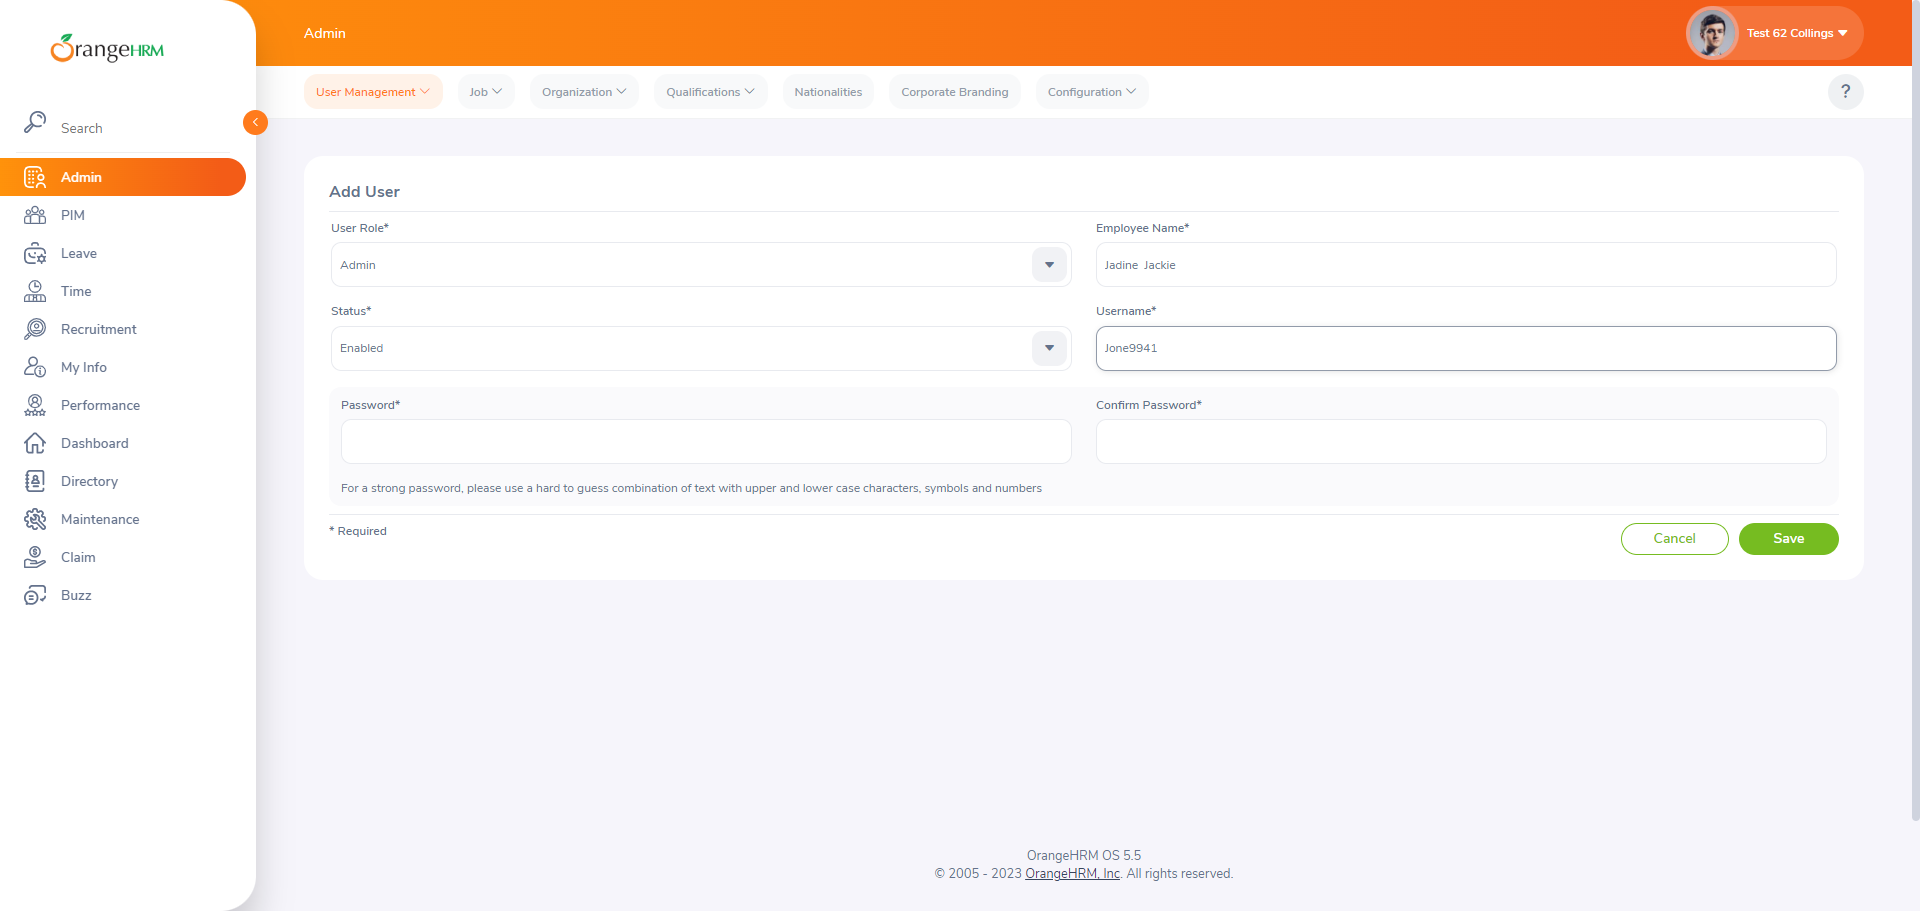 OrangeHRM
Admin
Test 62 Collings
User Management
Job
Organization
Qualifications
Nationalities
Corporate Branding
Configuration
?
Search
Admin
PIM
Leave
Time
Recruitment
My Info
Performance
Dashboard
Directory
Maintenance
Claim
Buzz
Add User
User Role*
Employee Name*
Admin
Jadine  Jackie
Status*
Username*
Enabled
Jone9941
Password*
Confirm Password*
For a strong password, please use a hard to guess combination of text with upper and lower case characters, symbols and numbers
* Required
Cancel
Save
OrangeHRM OS 5.5
© 2005 - 2023 OrangeHRM, Inc. All rights reserved.